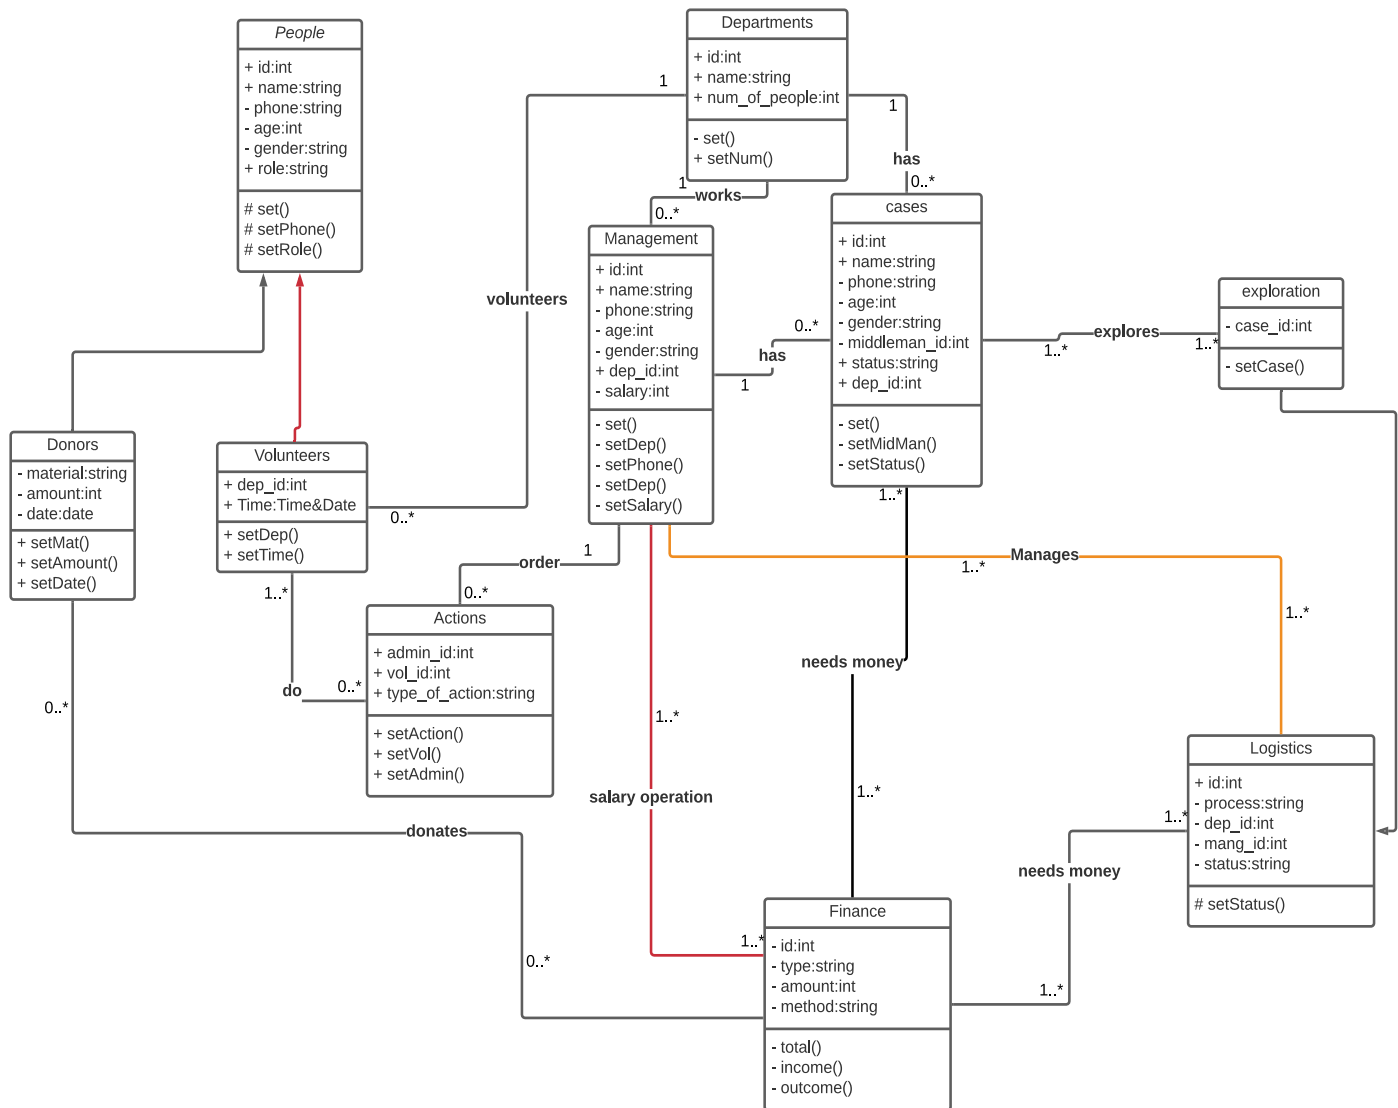 People
+ id:int
+ name:string
- phone:string
- age:int
- gender:string
+ role:string
# set()
# setPhone()
# setRole()
Departments
+ id:int
+ name:string
+ num_of_people:int
- set()
+ setNum()
1
1
has
0..*
1
works
0..*
volunteers
0..*
Management
+ id:int
+ name:string
- phone:string
- age:int
- gender:string
+ dep_id:int
- salary:int
- set()
- setDep()
- setPhone()
- setDep()
- setSalary()
cases
+ id:int
+ name:string
- phone:string
- age:int
- gender:string
- middleman_id:int
+ status:string
+ dep_id:int
- set()
- setMidMan()
- setStatus()
0..*
has
1
1..*
explores
1..*
exploration
- case_id:int
- setCase()
Donors
- material:string
- amount:int
- date:date
+ setMat()
+ setAmount()
+ setDate()
Volunteers
+ dep_id:int
+ Time:Time&Date
+ setDep()
+ setTime()
1..*
do
0..*
1
order
0..*
Actions
+ admin_id:int
+ vol_id:int
+ type_of_action:string
+ setAction()
+ setVol()
+ setAdmin()
1..*
needs money
1..*
Manages
1..*
1..*
1..*
salary operation
1..*
0..*
donates
0..*
Logistics
+ id:int
- process:string
- dep_id:int
- mang_id:int
- status:string
# setStatus()
1..*
needs money
1..*
Finance
- id:int
- type:string
- amount:int
- method:string
- total()
- income()
- outcome()